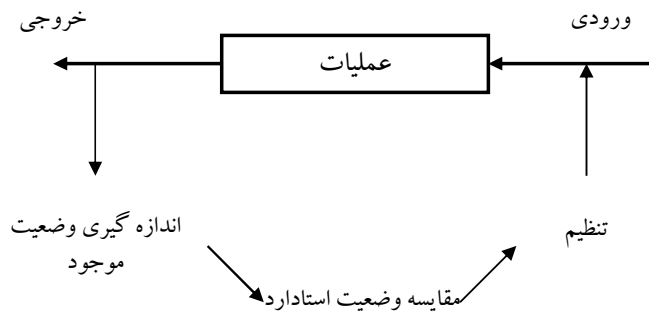 ورودی
خروجی
عملیات
اندازه گیری وضعیت
موجود
تنظیم
مقایسه وضعیت استادارد